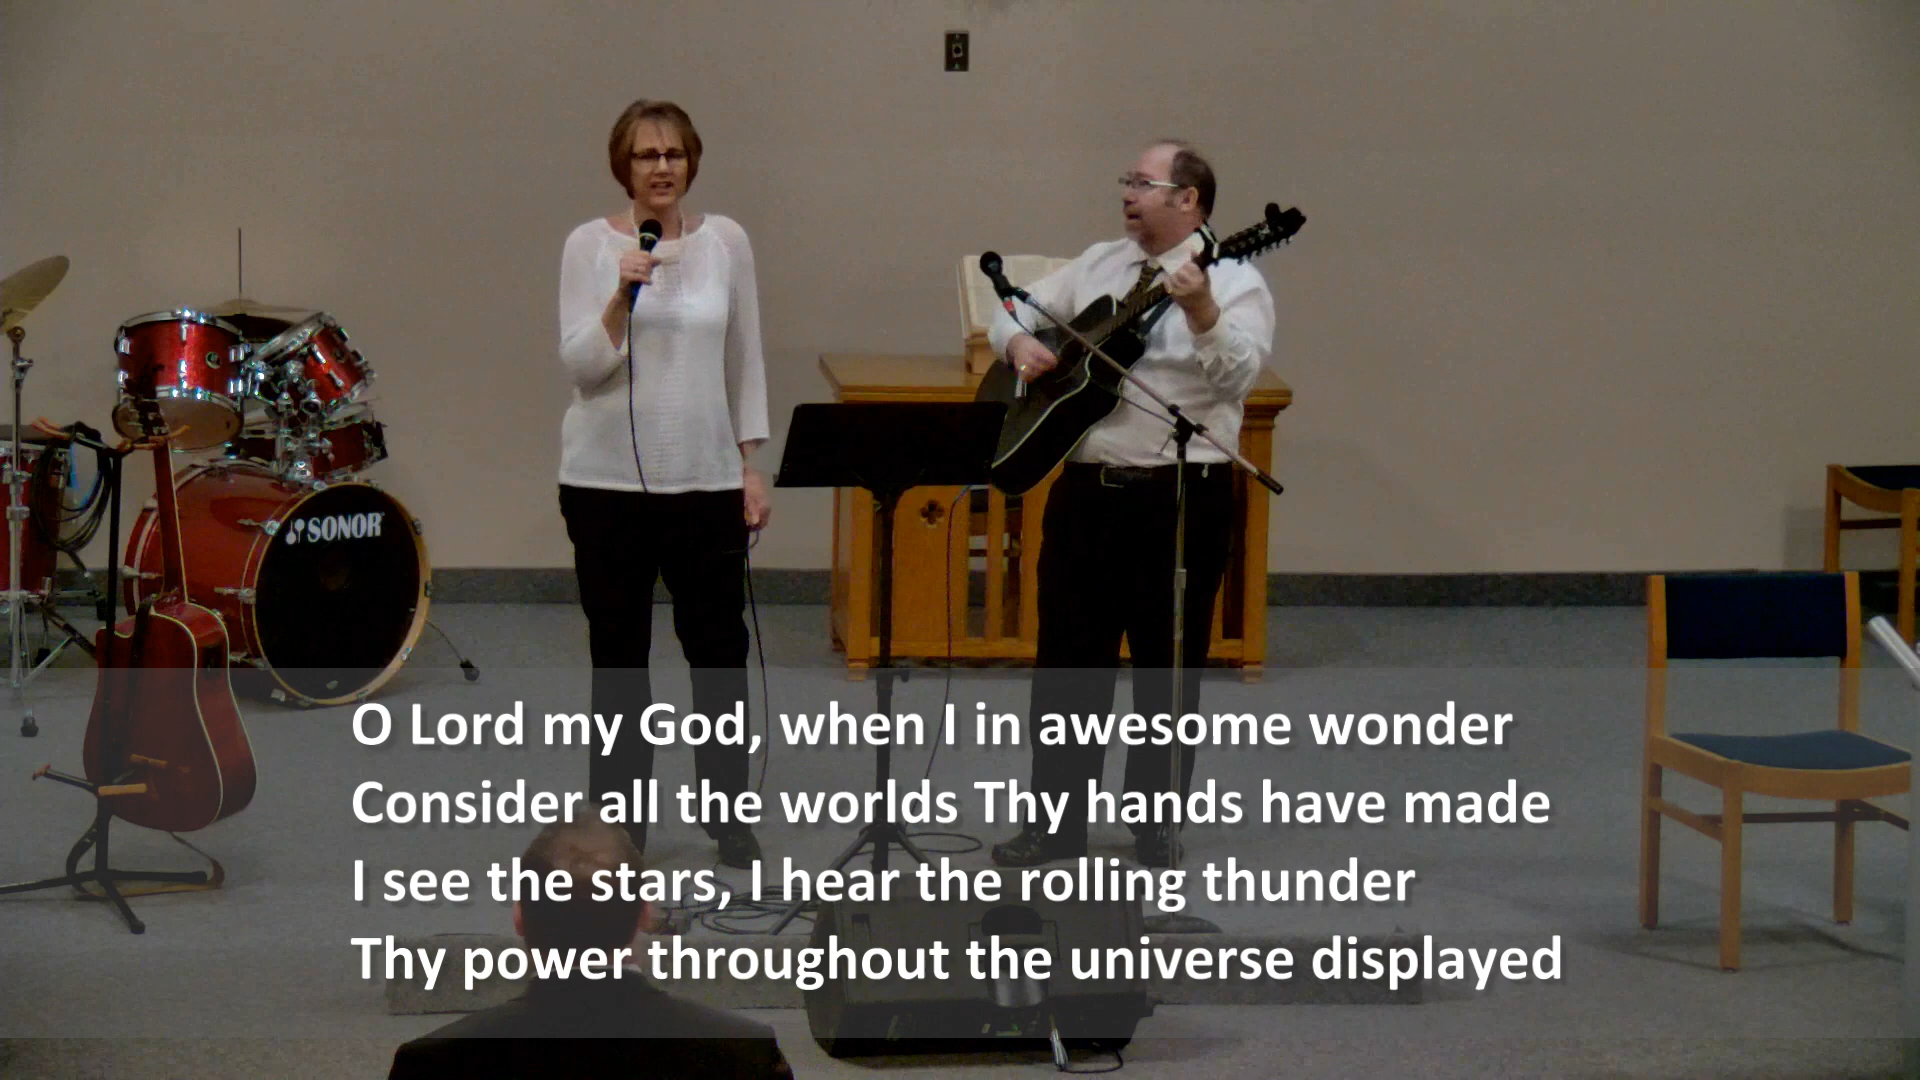 SONOR
O Lord my God, when I in awesome wonder
Consider all the worlds Thy hands have made
I see the stars, I hear the rolling thunder
Thy power throughout the universe displayed